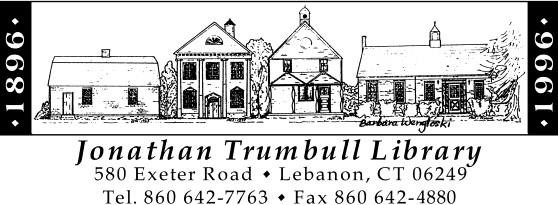 · 1896 ·
Barbara Wengloski
· 1996 ·
Jonathan Trumbull Library
580 Exeter Road ♦ Lebanon, CT 06249
Tel. 860 642-7763 ♦ Fax 860 642-4880